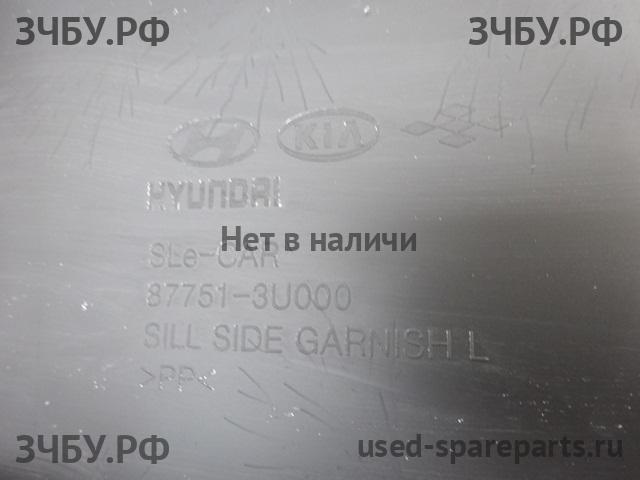 ЗЧБУ.РФ ЗЧБУ.РФ
KIA
HYUNDAI
Нет в наличи
SLe-CAR
87751-3U000
SILL SIDE GARNISH L
>PP<
ЗЧБУ.РФ used-spareparts.ru